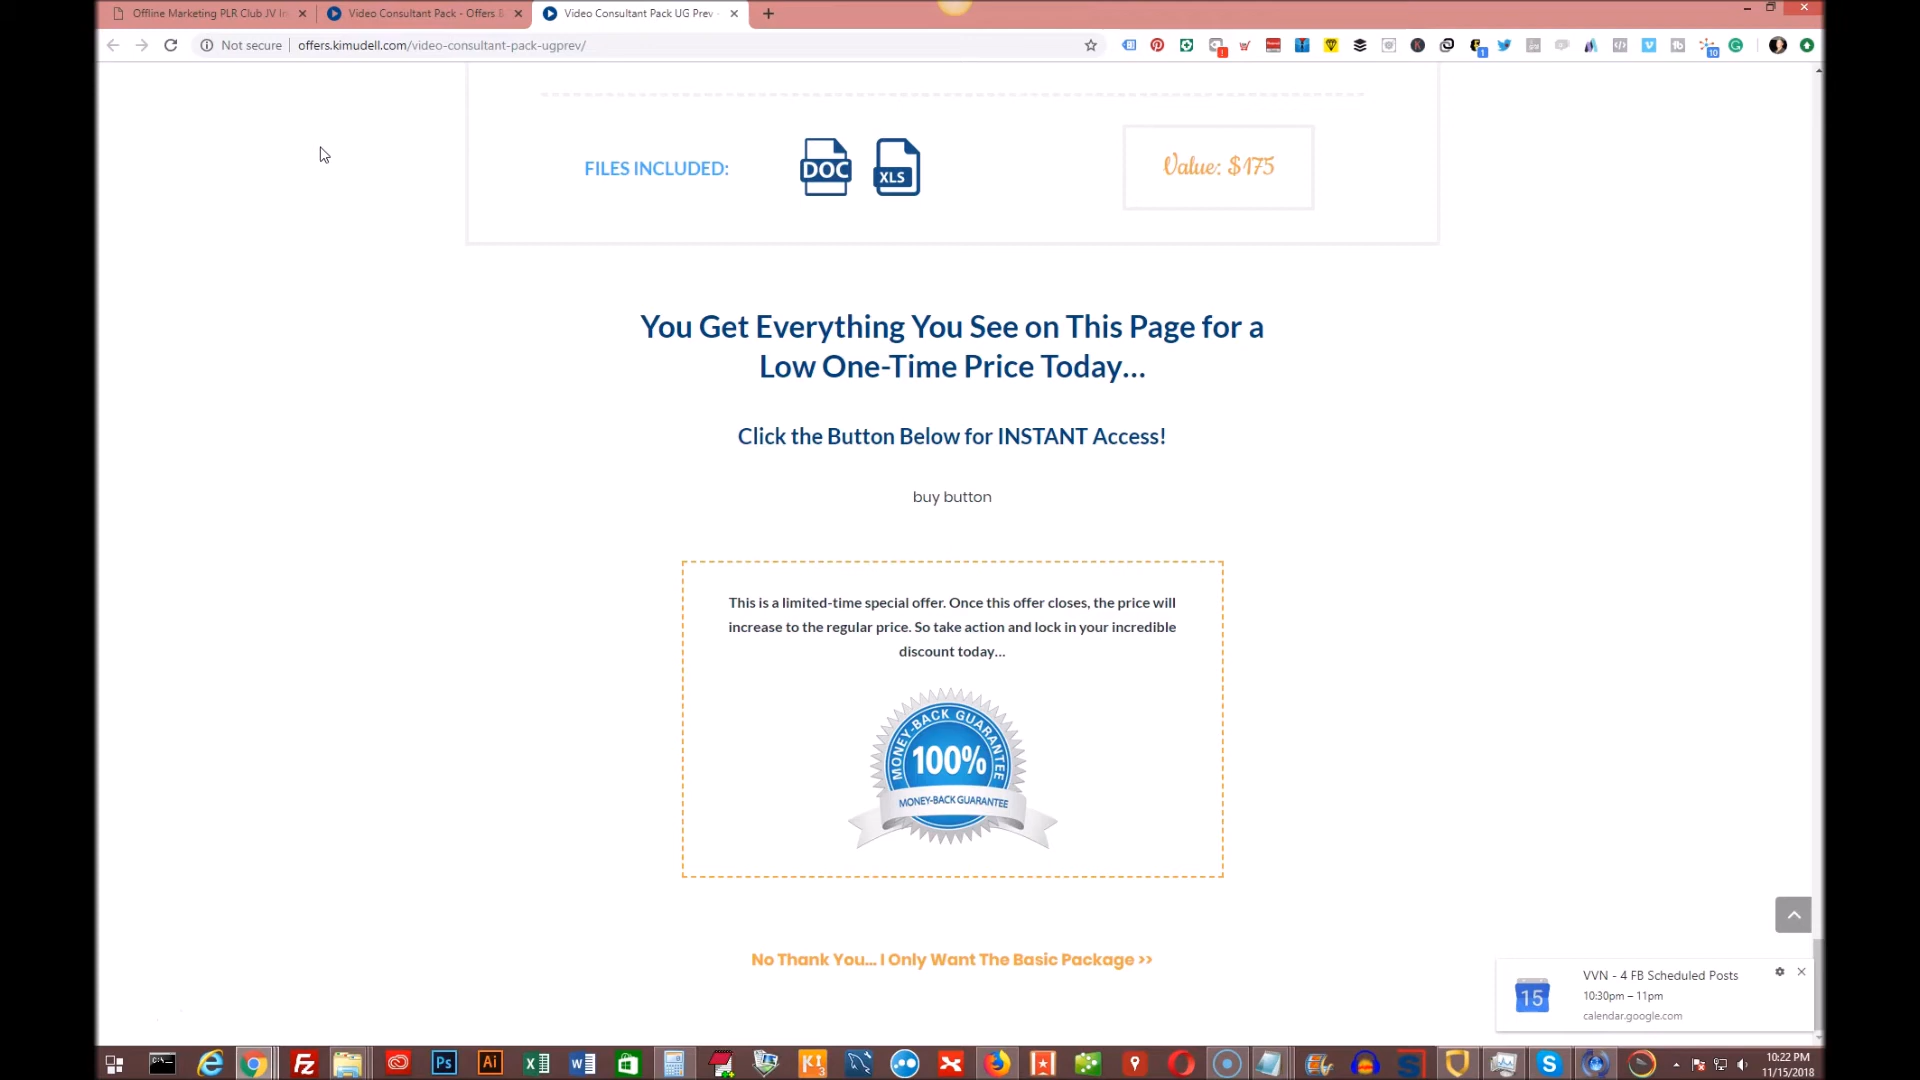 Offline Marketing PLR Club JV In
Video Consultant Pack - Offers B
Video Consultant Pack UG Prev -
Not secure
offers.kimudell.com/video-consultant-pack-ugprev/
1
10
FILES INCLUDED:
DOC
XLS
Value: $175
You Get Everything You See on This Page for a
Low One-Time Price Today...
Click the Button Below for INSTANT Access!
buy button
This is a limited-time special offer. Once this offer closes, the price will
increase to the regular price. So take action and lock in your incredible
discount today...
MONEY-BACK GUARANTEE
100%
MONEY-BACK GUARANTEE
No Thank You... I Only Want The Basic Package >>
15
VVN - 4 FB Scheduled Posts
10:30pm – 11pm
calendar.google.com
Ps
Ai
10:22 PM
11/15/2018